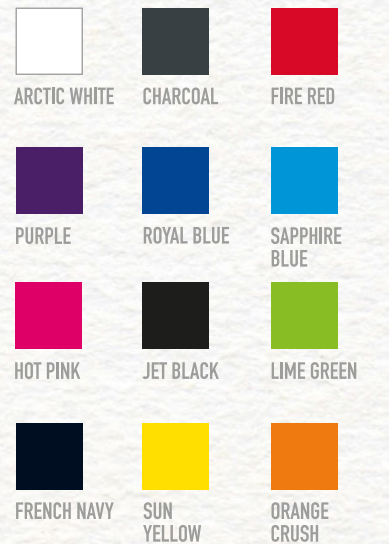 ARCTIC WHITE
CHARCOAL
FIRE RED
PURPLE
ROYAL BLUE
SAPPHIRE
BLUE
HOT PINK
JET BLACK
LIME GREEN
FRENCH NAVY
SUN
YELLOW
ORANGE
CRUSH